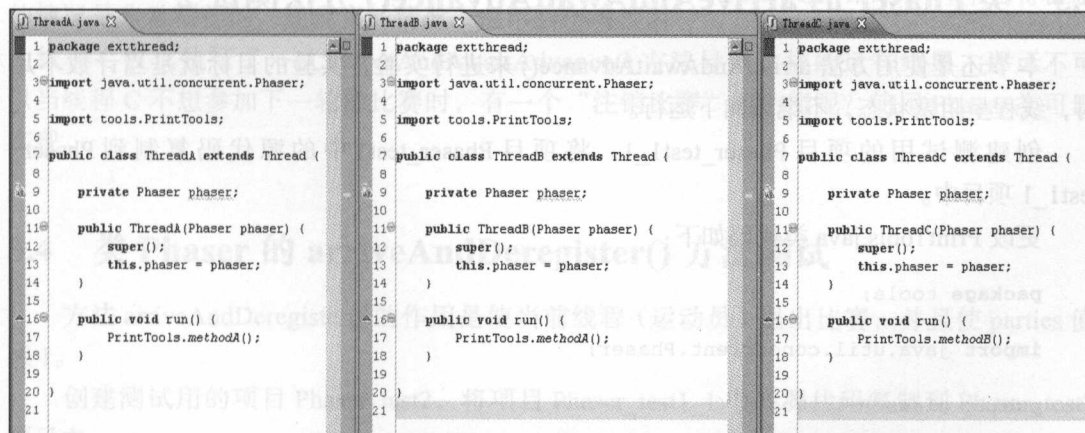 ThreadA.java
1 package extthread;
2
3 import java.util.concurrent.Phaser;
4
5 import tools.PrintTools;
6
7 public class ThreadA extends Thread {
8
9 private Phaser phaser;
10
11 public ThreadA(Phaser phaser) {
12 super();
13 this.phaser = phaser;
14 }
15
16 public void run() {
17 PrintTools.methodA();
18 }
19
20 }
21
ThreadB.java
1 package extthread;
2
3 import java.util.concurrent.Phaser;
4
5 import tools.PrintTools;
6
7 public class ThreadB extends Thread {
8
9 private Phaser phaser;
10
11 public ThreadB(Phaser phaser) {
12 super();
13 this.phaser = phaser;
14 }
15
16 public void run() {
17 PrintTools.methodA();
18 }
19
20 }
21
ThreadC.java
1 package extthread;
2
3 import java.util.concurrent.Phaser;
4
5 import tools.PrintTools;
6
7 public class ThreadC extends Thread {
8
9 private Phaser phaser;
10
11 public ThreadC(Phaser phaser) {
12 super();
13 this.phaser = phaser;
14 }
15
16 public void run() {
17 PrintTools.methodB();
18 }
19
20 }
21